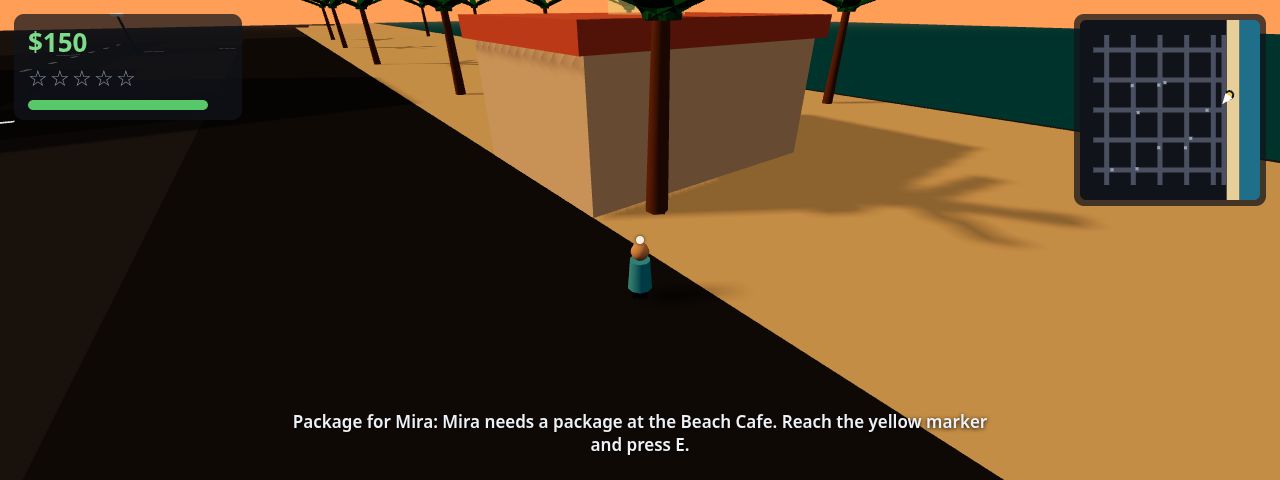 $150
☆☆☆☆☆
Package for Mira: Mira needs a package at the Beach Cafe. Reach the yellow marker
and press E.